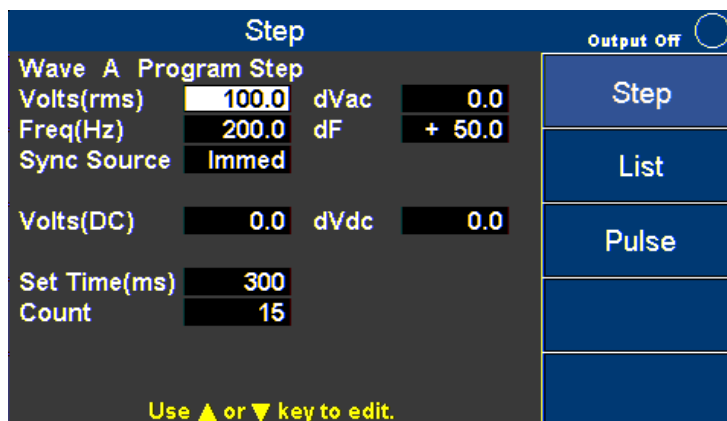 Step
Output Off
Wave A Program Step
Volts(rms) 100.0 dVac 0.0
Freq(Hz) 200.0 dF + 50.0
Sync Source Immed
Volts(DC) 0.0 dVdc 0.0
Set Time(ms) 300
Count 15
Use ▲ or ▼ key to edit.
Step
List
Pulse